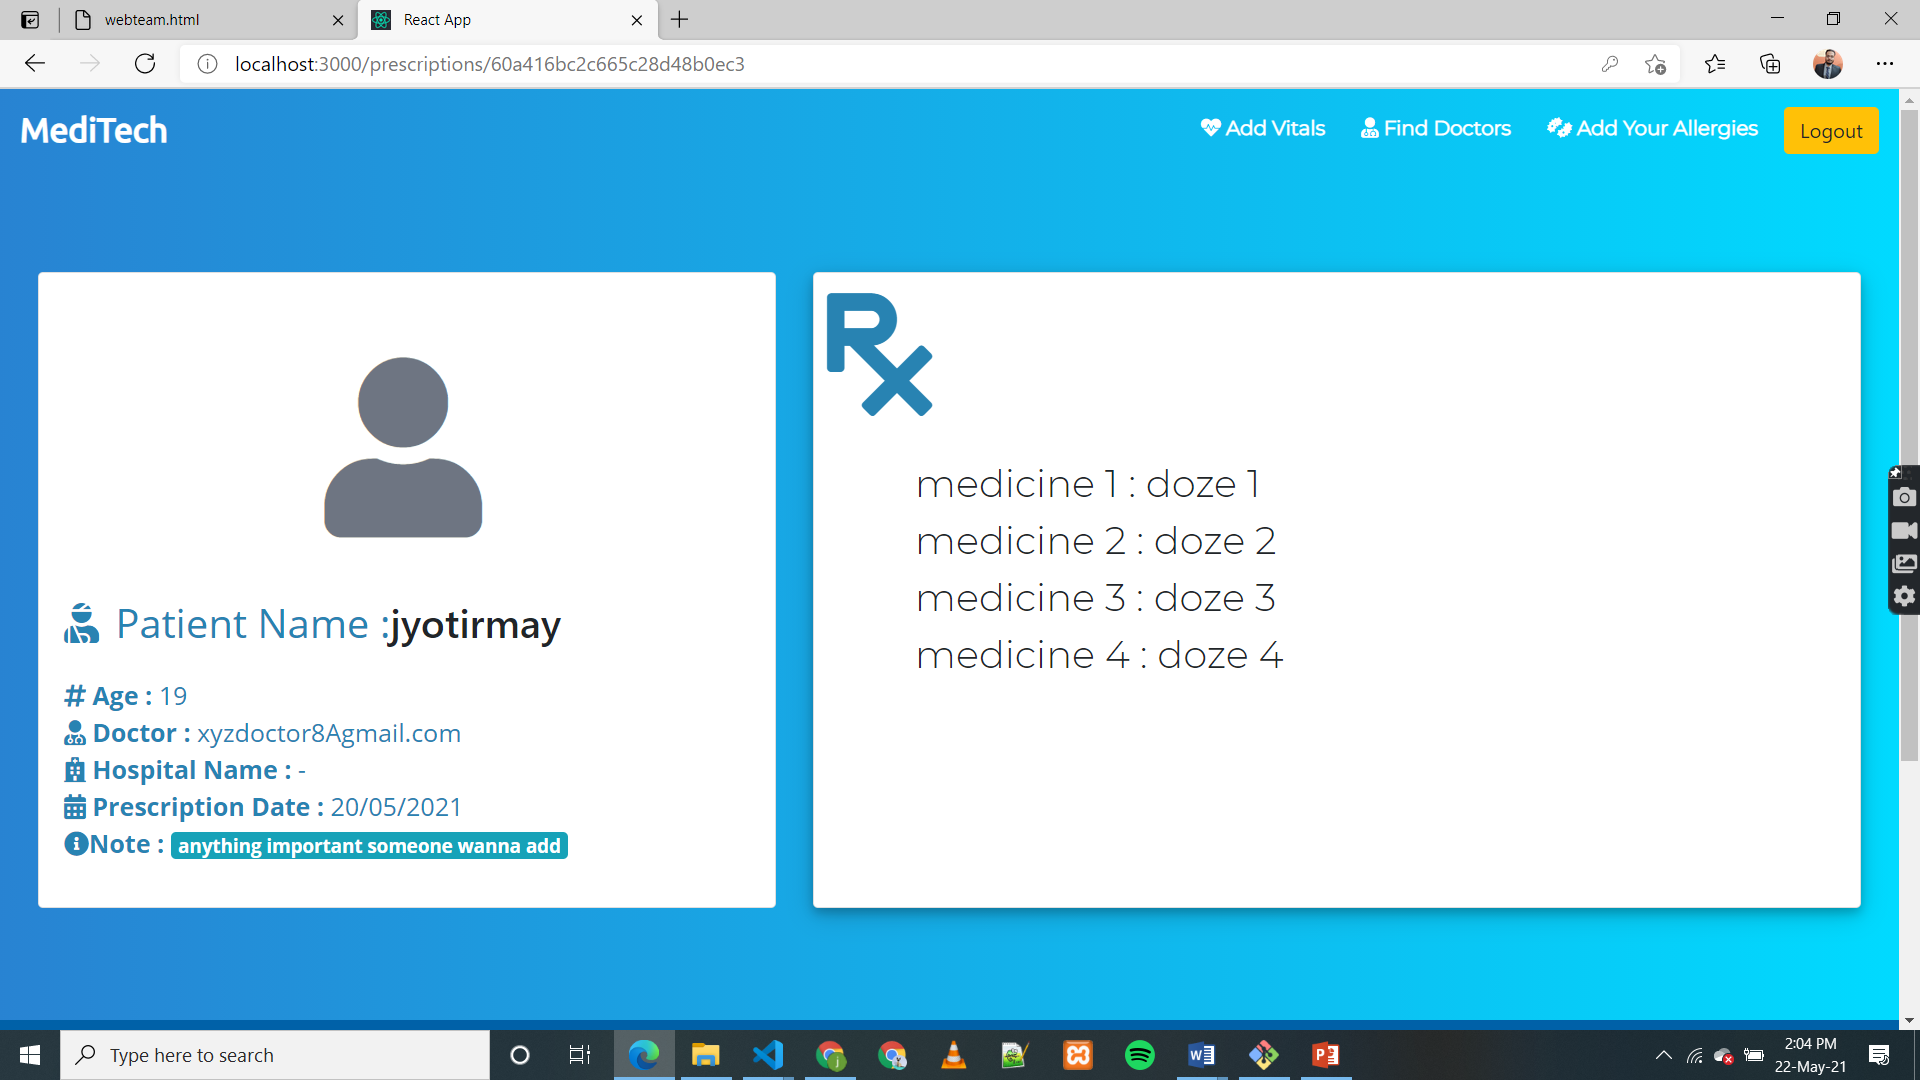 webteam.html
React App
localhost:3000/prescriptions/60a416bc2c665c28d48b0ec3
MediTech
Add Vitals
Find Doctors
Add Your Allergies
Logout
Rx
Patient Name :jyotirmay
# Age : 19
Doctor : xyzdoctor8Agmail.com
Hospital Name : -
Prescription Date : 20/05/2021
Note : anything important someone wanna add
medicine 1 : doze 1
medicine 2 : doze 2
medicine 3 : doze 3
medicine 4 : doze 4
Type here to search
2:04 PM
22-May-21